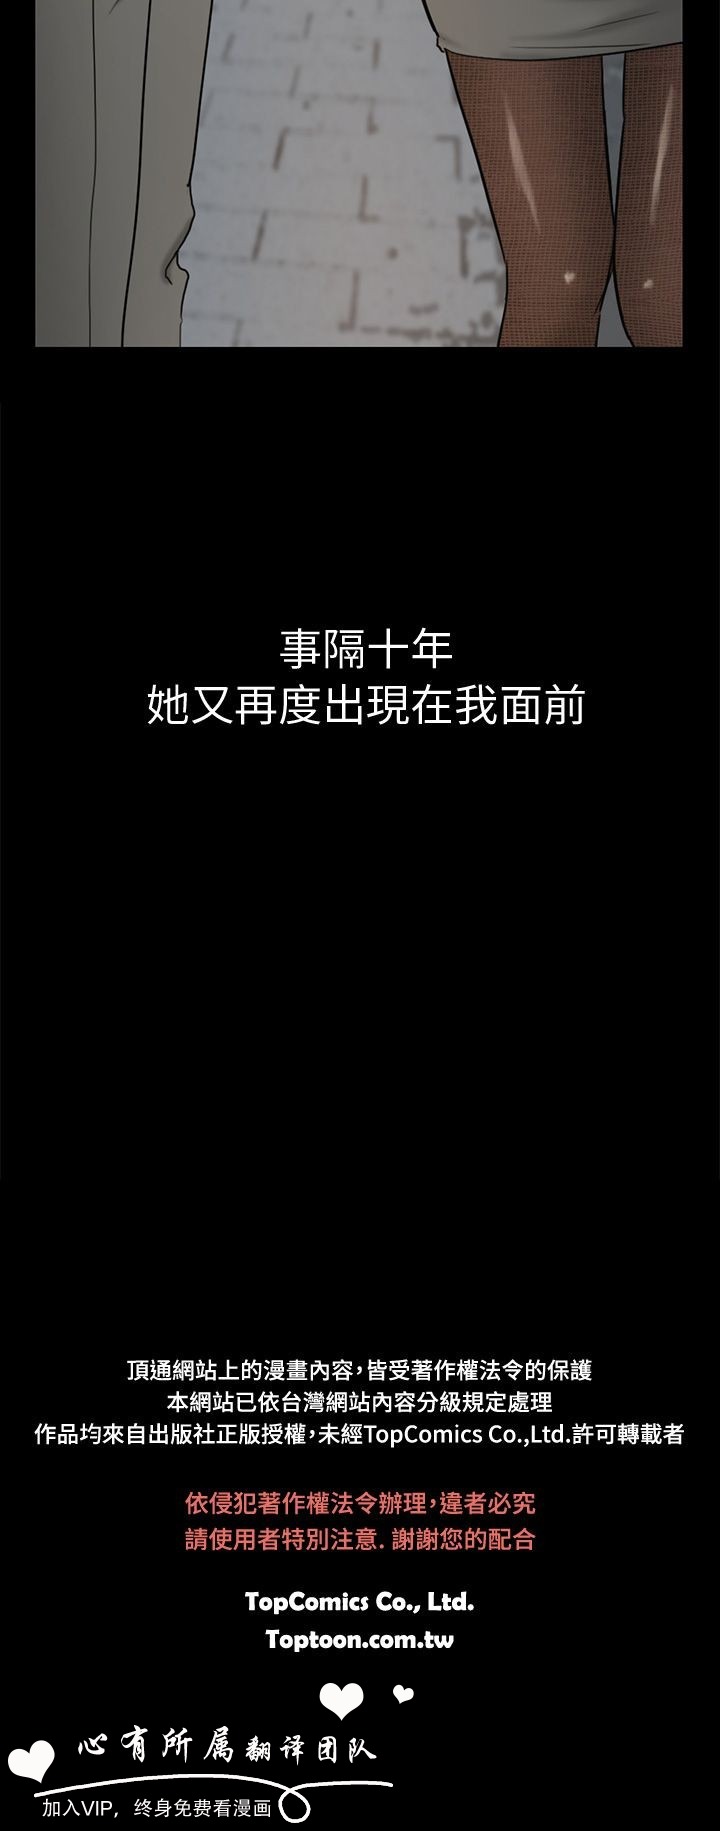 事隔十年
她又再度出現在我面前
頂通網站上的漫畫內容，皆受著作權法令的保護
本網站已依台灣網站內容分級規定處理
作品均來自出版社正版授權，未經TopComics Co.,Ltd.許可轉載者
依侵犯著作權法令辦理，違者必究
請使用者特別注意. 謝謝您的配合
TopComics Co., Ltd.
Toptoon.com.tw
心有所属翻译团队
加入VIP，终身免费看漫画